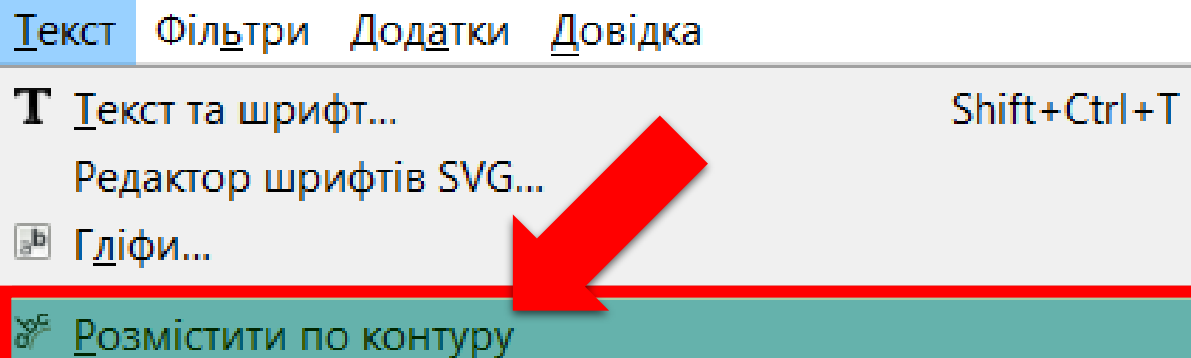 Текст Фільтри Додатки Довідка
Текст та шрифт... Shift+Ctrl+T
Редактор шрифтів SVG...
Гліфи...
Розмістити по контуру